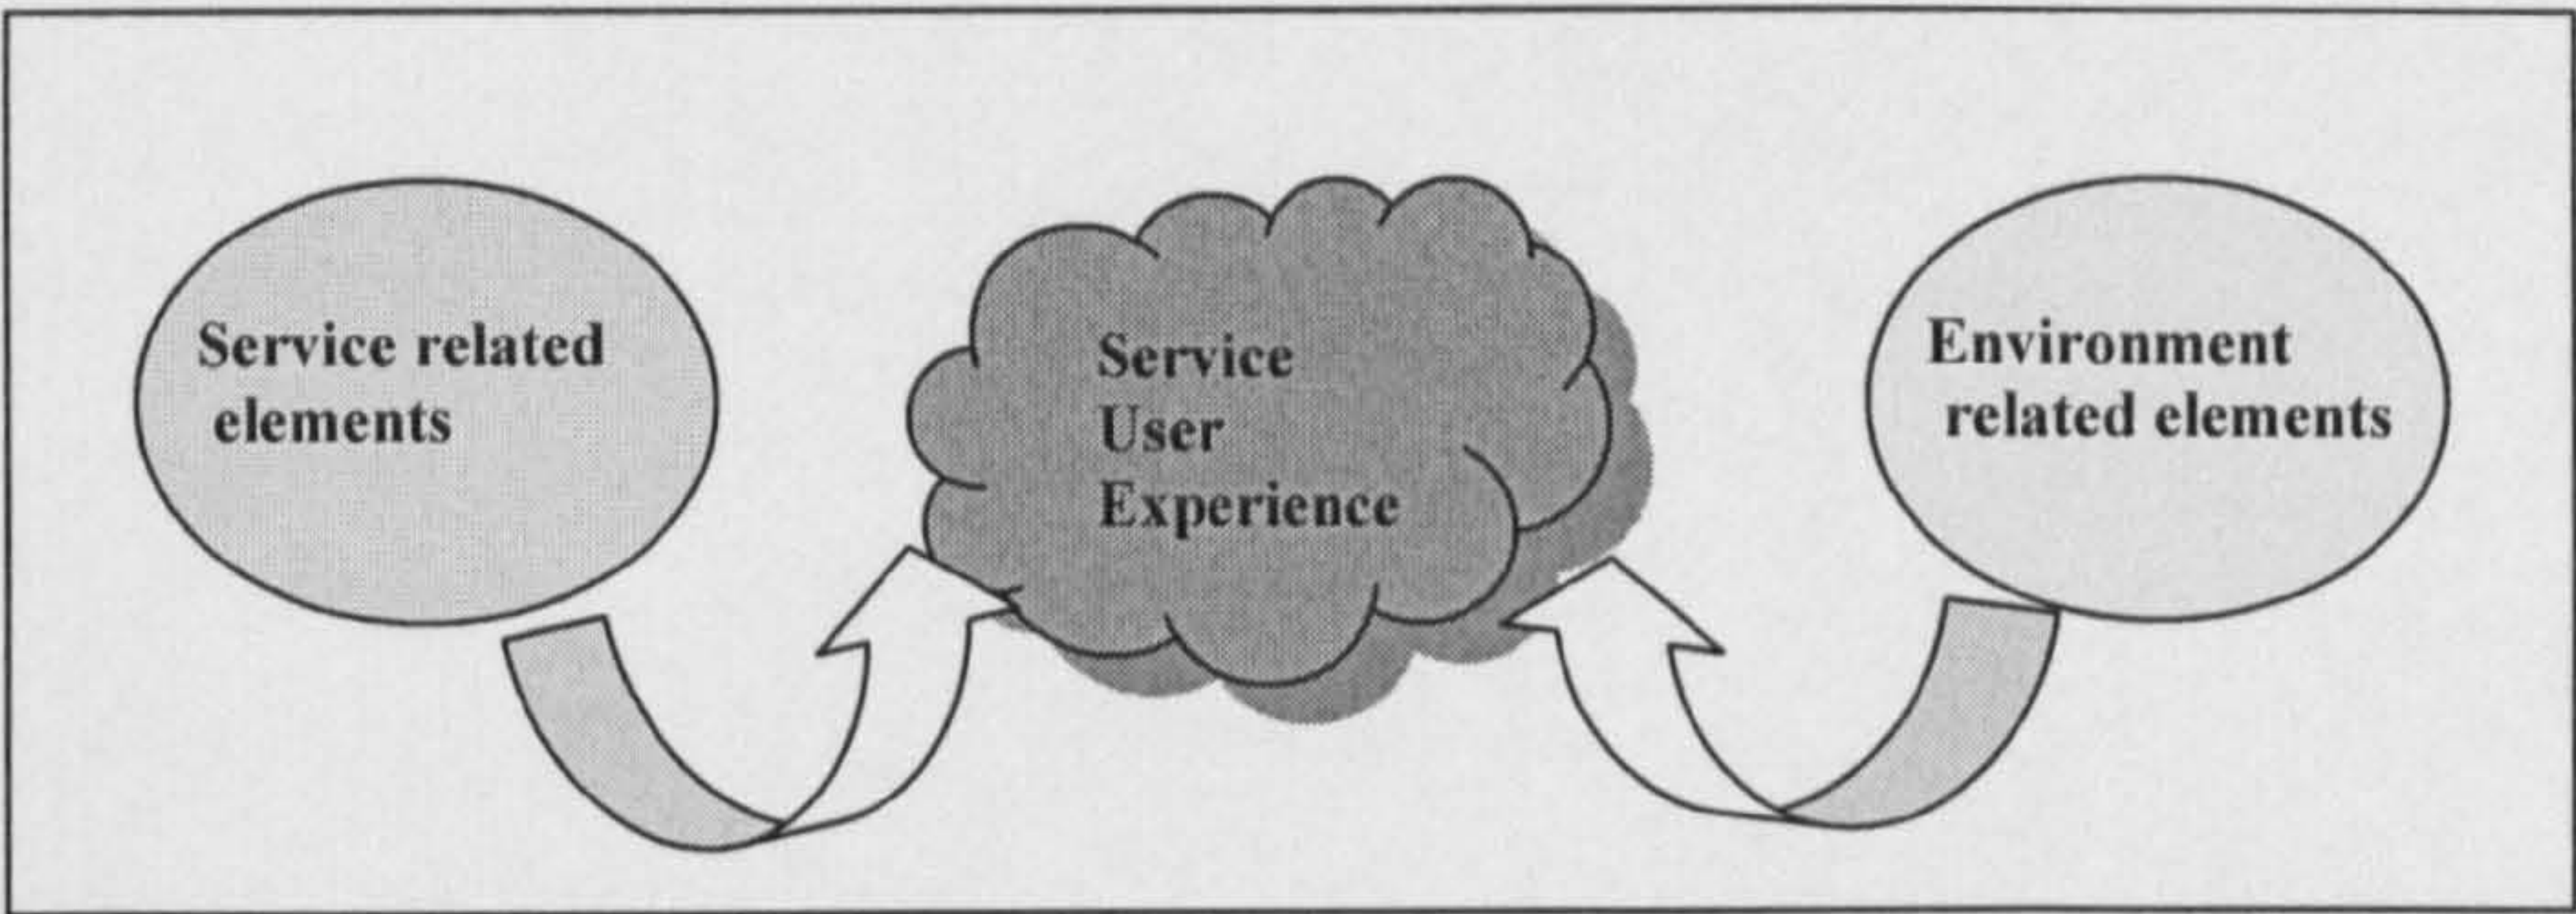 Service related
elements
Service
User
Experience
Environment
related elements